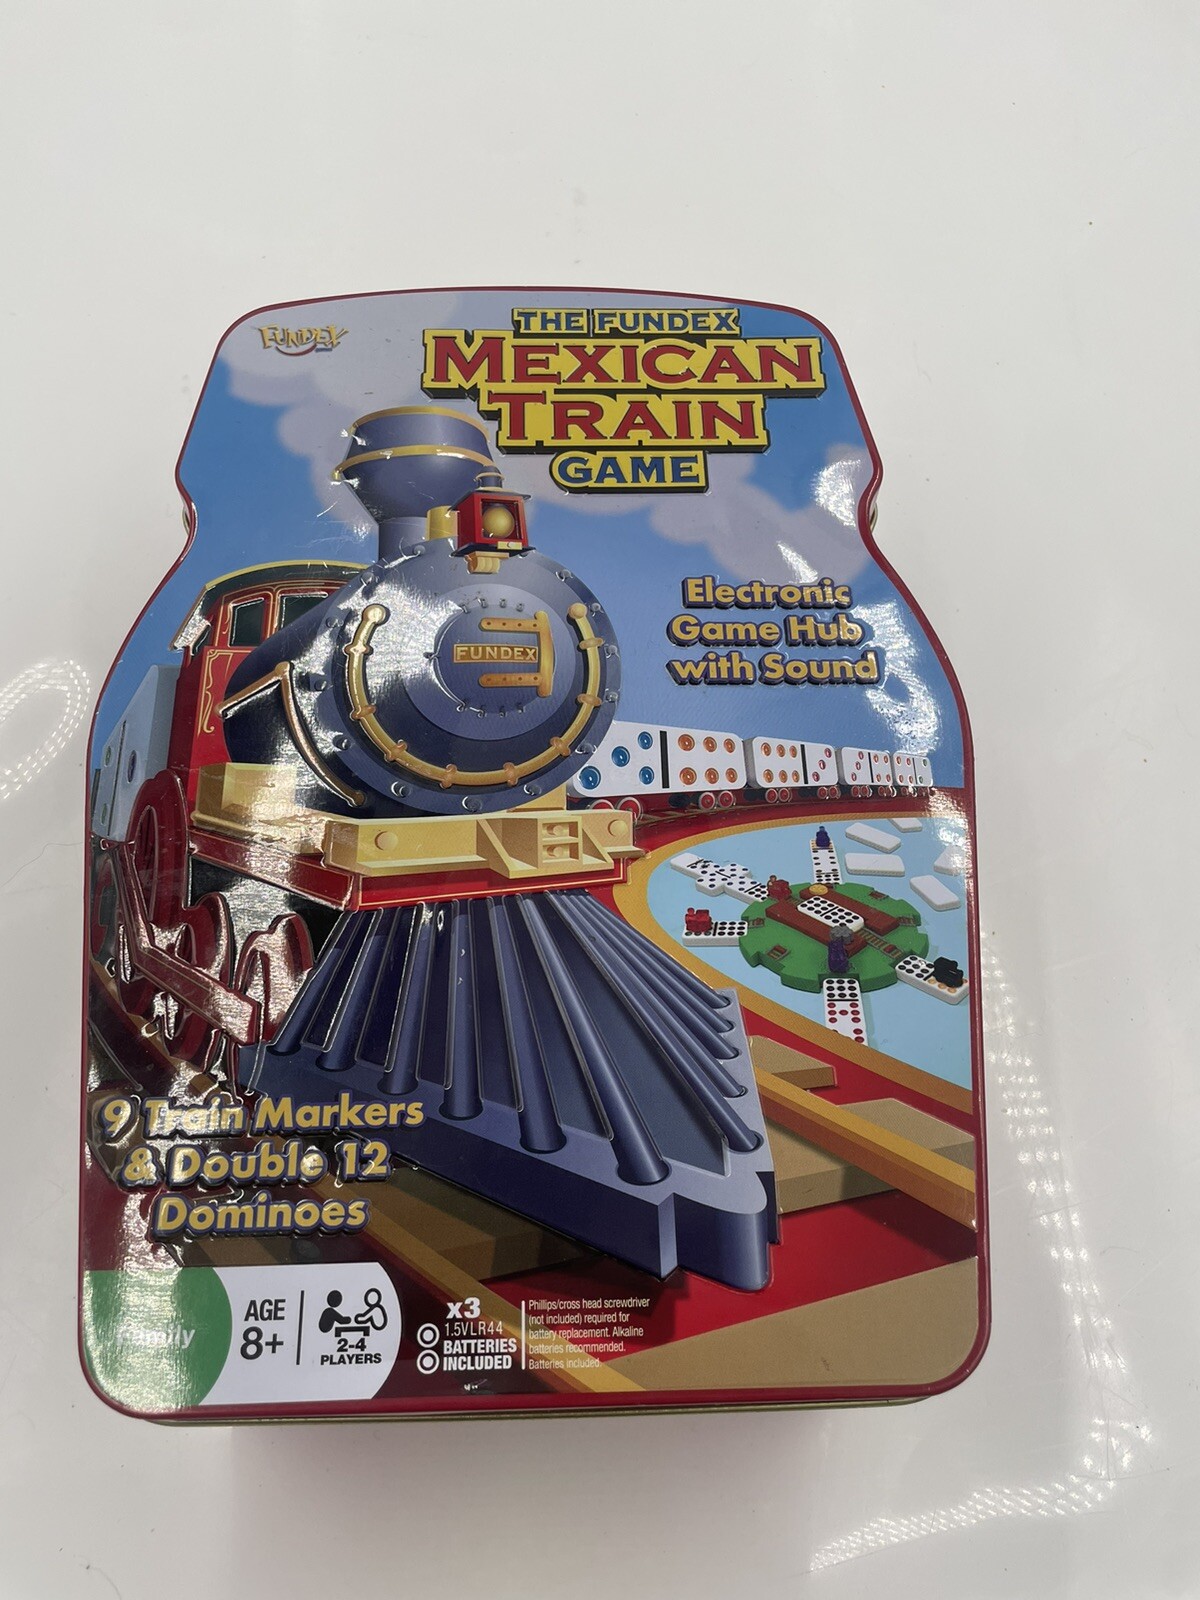 FUNDEX
THE FUNDEX
MEXICAN
TRAIN
GAME
Electronic
Game Hub
with Sound
FUNDEX
9 Train Markers
& Double 12
Dominoes
Family
AGE
8+
2-4
PLAYERS
x3
1.5V LR44
BATTERIES
INCLUDED
Phillips/cross head screwdriver
(not included) required for
battery replacement. Alkaline
batteries recommended.
Batteries included.